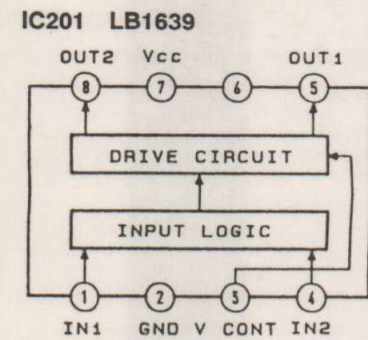 IC201 LB1639
OUT2 Vcc OUT1
8 7 6 5
DRIVE CIRCUIT
INPUT LOGIC
1 2 3 4
IN1 GND V CONT IN2